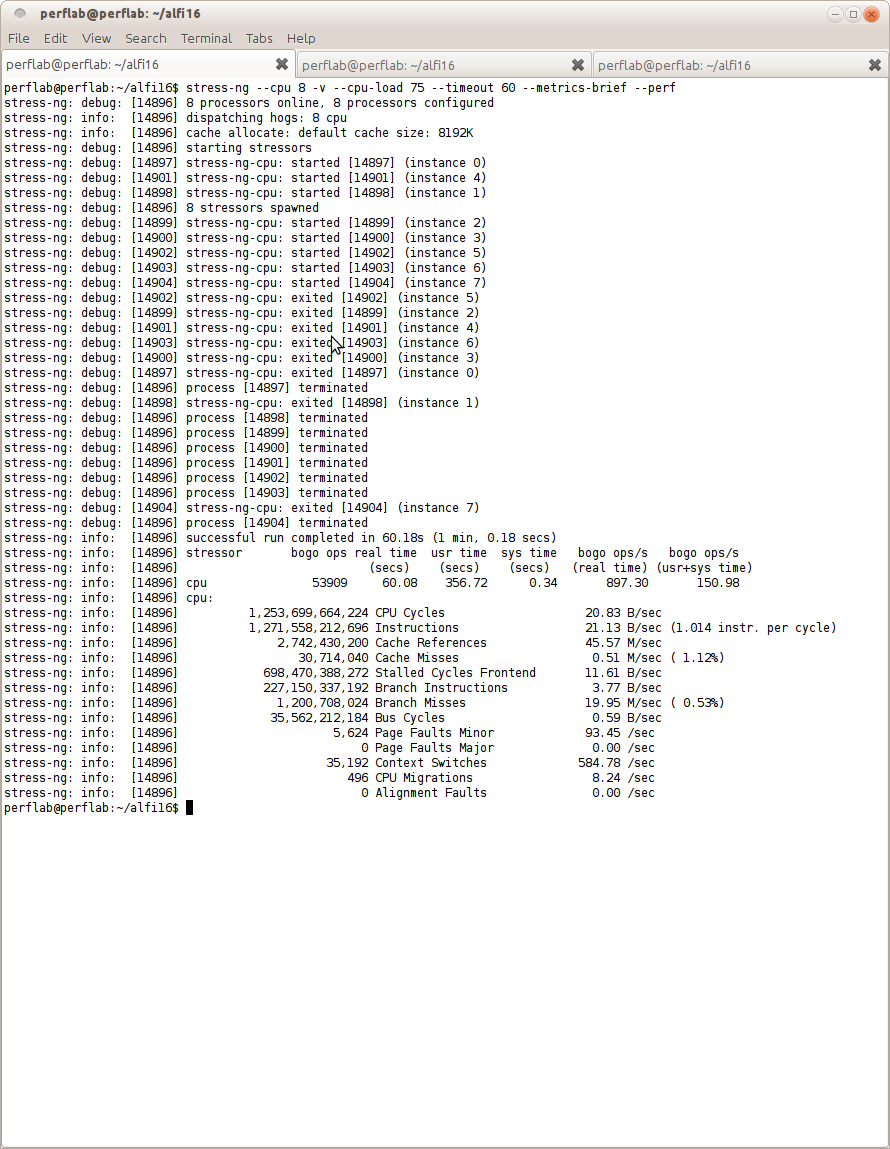 perflab@perflab: ~/alfi16
File Edit View Search Terminal Tabs Help
perflab@perflab: ~/alfi16 perflab@perflab: ~/alfi16 perflab@perflab: ~/alfi16
perflab@perflab:~/alfi16$ stress-ng --cpu 8 -v --cpu-load 75 --timeout 60 --metrics-brief --perf
stress-ng: debug: [14896] 8 processors online, 8 processors configured
stress-ng: info:  [14896] dispatching hogs: 8 cpu
stress-ng: info:  [14896] cache allocate: default cache size: 8192K
stress-ng: debug: [14896] starting stressors
stress-ng: debug: [14897] stress-ng-cpu: started [14897] (instance 0)
stress-ng: debug: [14901] stress-ng-cpu: started [14901] (instance 4)
stress-ng: debug: [14898] stress-ng-cpu: started [14898] (instance 1)
stress-ng: debug: [14896] 8 stressors spawned
stress-ng: debug: [14899] stress-ng-cpu: started [14899] (instance 2)
stress-ng: debug: [14900] stress-ng-cpu: started [14900] (instance 3)
stress-ng: debug: [14902] stress-ng-cpu: started [14902] (instance 5)
stress-ng: debug: [14903] stress-ng-cpu: started [14903] (instance 6)
stress-ng: debug: [14904] stress-ng-cpu: started [14904] (instance 7)
stress-ng: debug: [14902] stress-ng-cpu: exited [14902] (instance 5)
stress-ng: debug: [14899] stress-ng-cpu: exited [14899] (instance 2)
stress-ng: debug: [14901] stress-ng-cpu: exited [14901] (instance 4)
stress-ng: debug: [14903] stress-ng-cpu: exited [14903] (instance 6)
stress-ng: debug: [14900] stress-ng-cpu: exited [14900] (instance 3)
stress-ng: debug: [14897] stress-ng-cpu: exited [14897] (instance 0)
stress-ng: debug: [14896] process [14897] terminated
stress-ng: debug: [14898] stress-ng-cpu: exited [14898] (instance 1)
stress-ng: debug: [14896] process [14898] terminated
stress-ng: debug: [14896] process [14899] terminated
stress-ng: debug: [14896] process [14900] terminated
stress-ng: debug: [14896] process [14901] terminated
stress-ng: debug: [14896] process [14902] terminated
stress-ng: debug: [14896] process [14903] terminated
stress-ng: debug: [14904] stress-ng-cpu: exited [14904] (instance 7)
stress-ng: debug: [14896] process [14904] terminated
stress-ng: info:  [14896] successful run completed in 60.18s (1 min, 0.18 secs)
stress-ng: info:  [14896] stressor       bogo ops real time  usr time  sys time   bogo ops/s   bogo ops/s
stress-ng: info:  [14896]                           (secs)    (secs)    (secs)   (real time) (usr+sys time)
stress-ng: info:  [14896] cpu               53909     60.08    356.72      0.34       897.30       150.98
stress-ng: info:  [14896] cpu:
stress-ng: info:  [14896]          1,253,699,664,224 CPU Cycles                    20.83 B/sec
stress-ng: info:  [14896]          1,271,558,212,696 Instructions                  21.13 B/sec (1.014 instr. per cycle)
stress-ng: info:  [14896]              2,742,430,200 Cache References              45.57 M/sec
stress-ng: info:  [14896]                 30,714,040 Cache Misses                   0.51 M/sec ( 1.12%)
stress-ng: info:  [14896]            698,470,388,272 Stalled Cycles Frontend       11.61 B/sec
stress-ng: info:  [14896]            227,150,337,192 Branch Instructions            3.77 B/sec
stress-ng: info:  [14896]              1,200,708,024 Branch Misses                 19.95 M/sec ( 0.53%)
stress-ng: info:  [14896]             35,562,212,184 Bus Cycles                     0.59 B/sec
stress-ng: info:  [14896]                      5,624 Page Faults Minor             93.45 /sec
stress-ng: info:  [14896]                          0 Page Faults Major              0.00 /sec
stress-ng: info:  [14896]                     35,192 Context Switches             584.78 /sec
stress-ng: info:  [14896]                        496 CPU Migrations                 8.24 /sec
stress-ng: info:  [14896]                          0 Alignment Faults               0.00 /sec
perflab@perflab:~/alfi16$